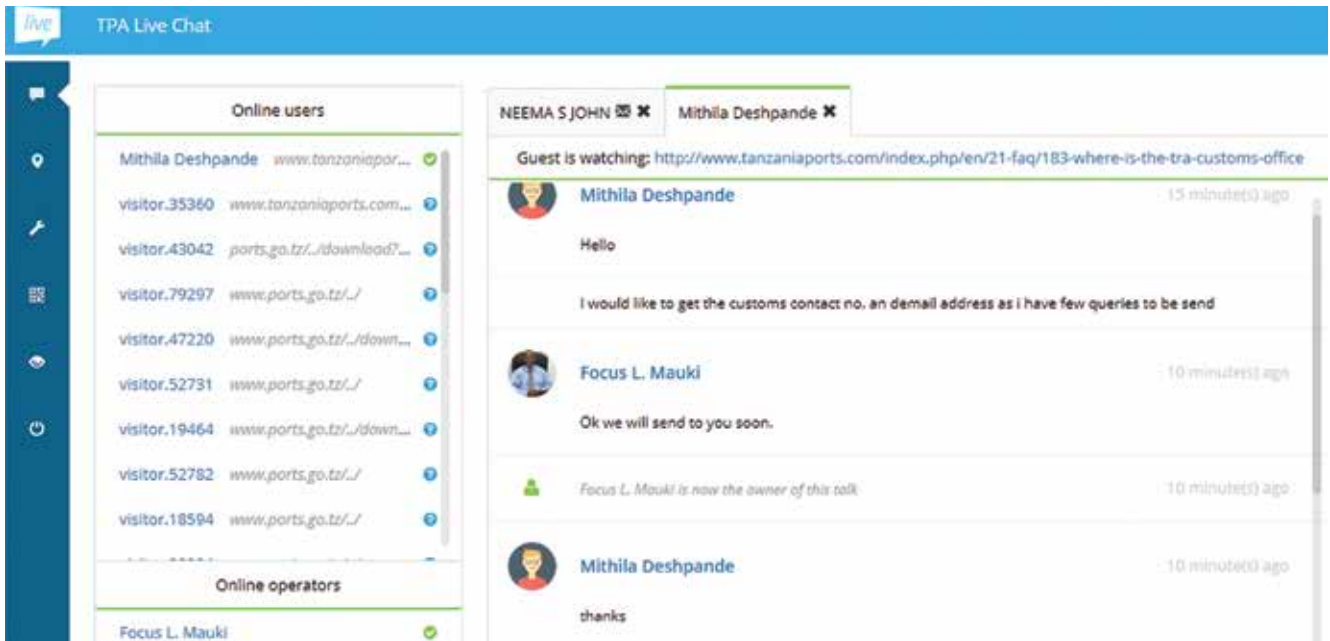 live
TPA Live Chat
Online users
Mithila Deshpande www.tanzaniapor...
visitor.35360 www.tanzaniaports.com...
visitor.43042 ports.go.tz/../download?...
visitor.79297 www.ports.go.tz/../
visitor.47220 www.ports.go.tz/../down...
visitor.52731 www.ports.go.tz/../
visitor.19464 www.ports.go.tz/../down...
visitor.52782 www.ports.go.tz/../
visitor.18594 www.ports.go.tz/../
Online operators
Focus L. Mauki
NEEMA S JOHN
Mithila Deshpande
Guest is watching: http://www.tanzaniaports.com/index.php/en/21-faq/183-where-is-the-tra-customs-office
Mithila Deshpande 15 minute(s) ago
Hello
I would like to get the customs contact no. an demail address as i have few queries to be send
Focus L. Mauki 10 minute(s) ago
Ok we will send to you soon.
Focus L. Mauki is now the owner of this talk 10 minute(s) ago
Mithila Deshpande 10 minute(s) ago
thanks